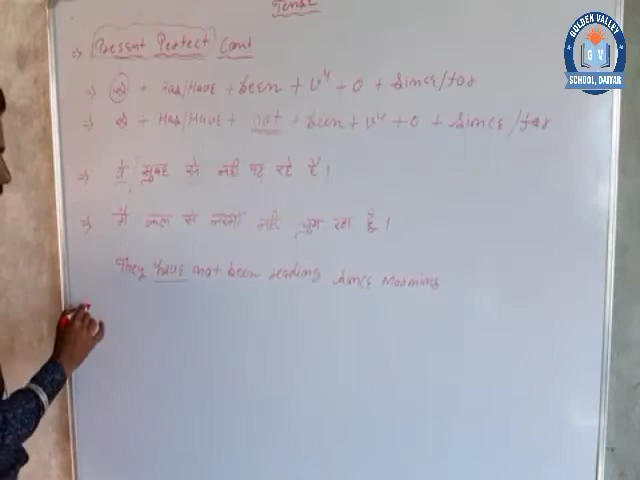 Tense
⇒ Present Perfect Cont
⇒ S + Has/Have + been + V⁴ + O + Since/for
⇒ S + Has/Have + not + been + V⁴ + O + Since/for
⇒ वे सुबह से नहीं पढ़ रहे हैं।
⇒ मैं कल से नहीं रहा हूँ।
They have not been reading since Morning
GOLDEN VALLEY
G V
SCHOOL, DAIYAR